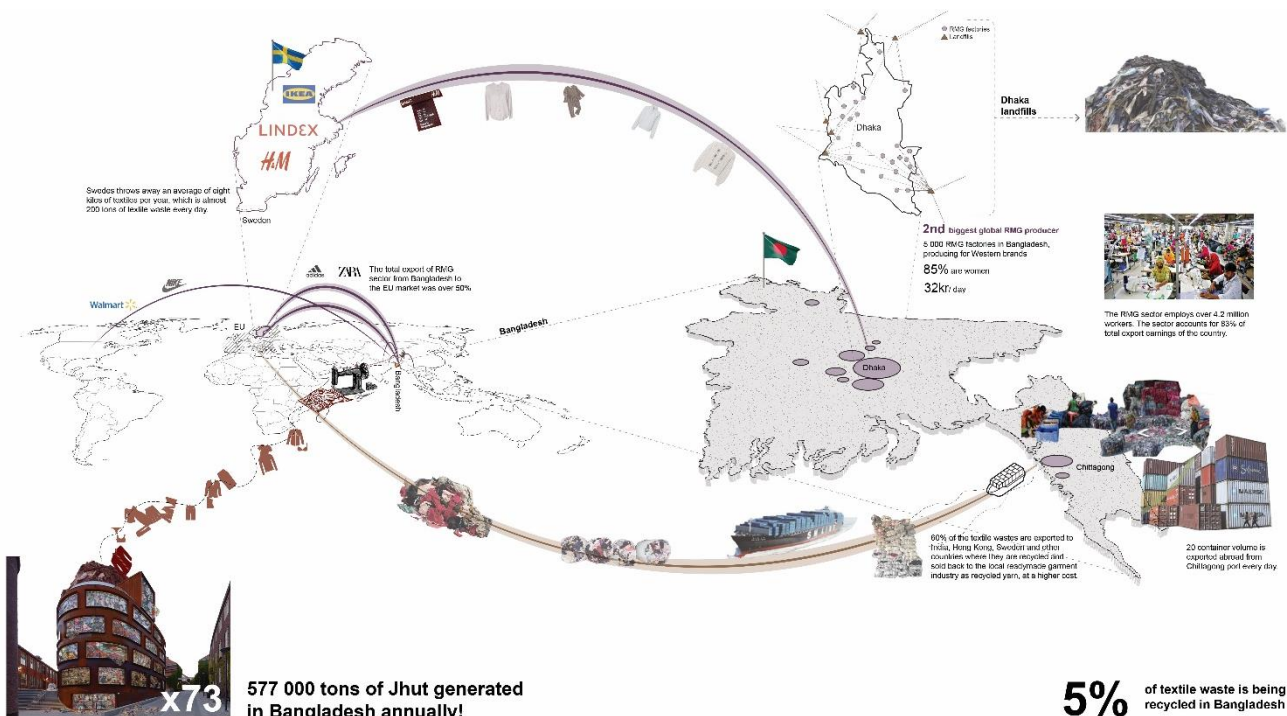 IKEA
LINDEX
H&M
Sweden
Swedes throws away an average of eight
kilos of textiles per year, which is almost
200 tons of textile waste every day.
H&M
RMG factories
Landfills
Dhaka
Dhaka
landfills
2nd biggest global RMG producer
5 000 RMG factories in Bangladesh,
producing for Western brands
85% are women
32kr/ day
The RMG sector employs over 4.2 million
workers. The sector accounts for 83% of
total export earnings of the country.
Walmart
NIKE
adidas
ZARA
The total export of RMG
sector from Bangladesh to
the EU market was over 50%
EU
Bangladesh
Bangladesh
Dhaka
Chittagong
MAERSK
60% of the textile wastes are exported to
India, Hong Kong, Sweden and other
countries where they are recycled and
sold back to the local readymade garment
industry as recycled yarn, at a higher cost.
20 container volume is
exported abroad from
Chittagong port every day.
x73
577 000 tons of Jhut generated
in Bangladesh annually!
5%
of textile waste is being
recycled in Bangladesh